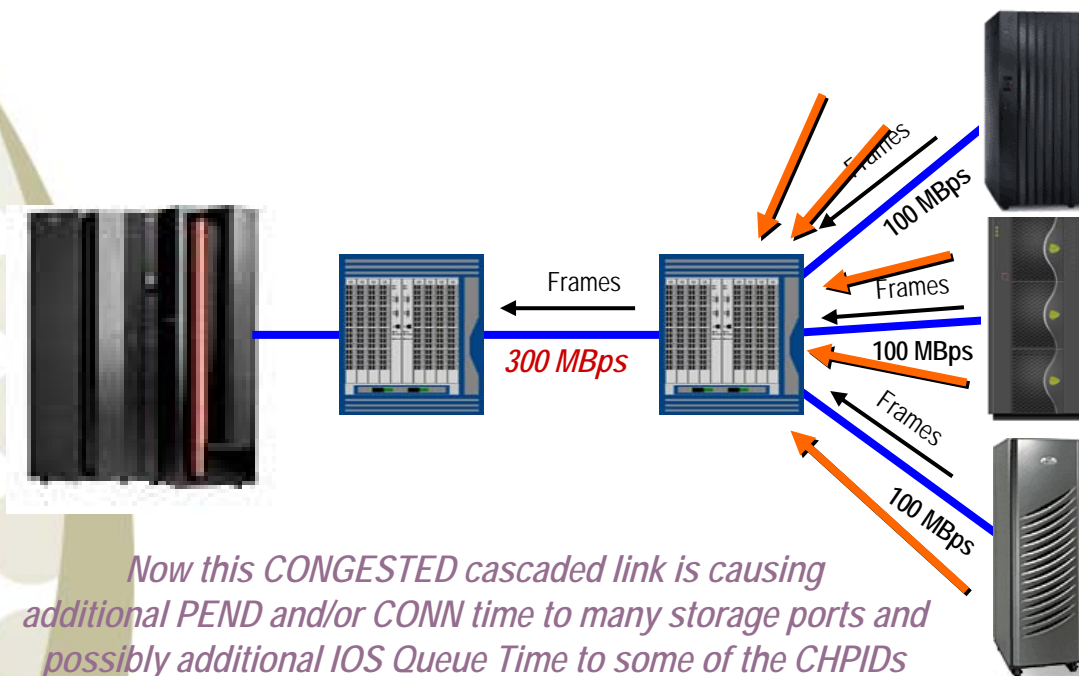 Frames
100 MBps
Frames
Frames
300 MBps
100 MBps
Frames
100 MBps
Now this CONGESTED cascaded link is causing
additional PEND and/or CONN time to many storage ports and
possibly additional IOS Queue Time to some of the CHPIDs